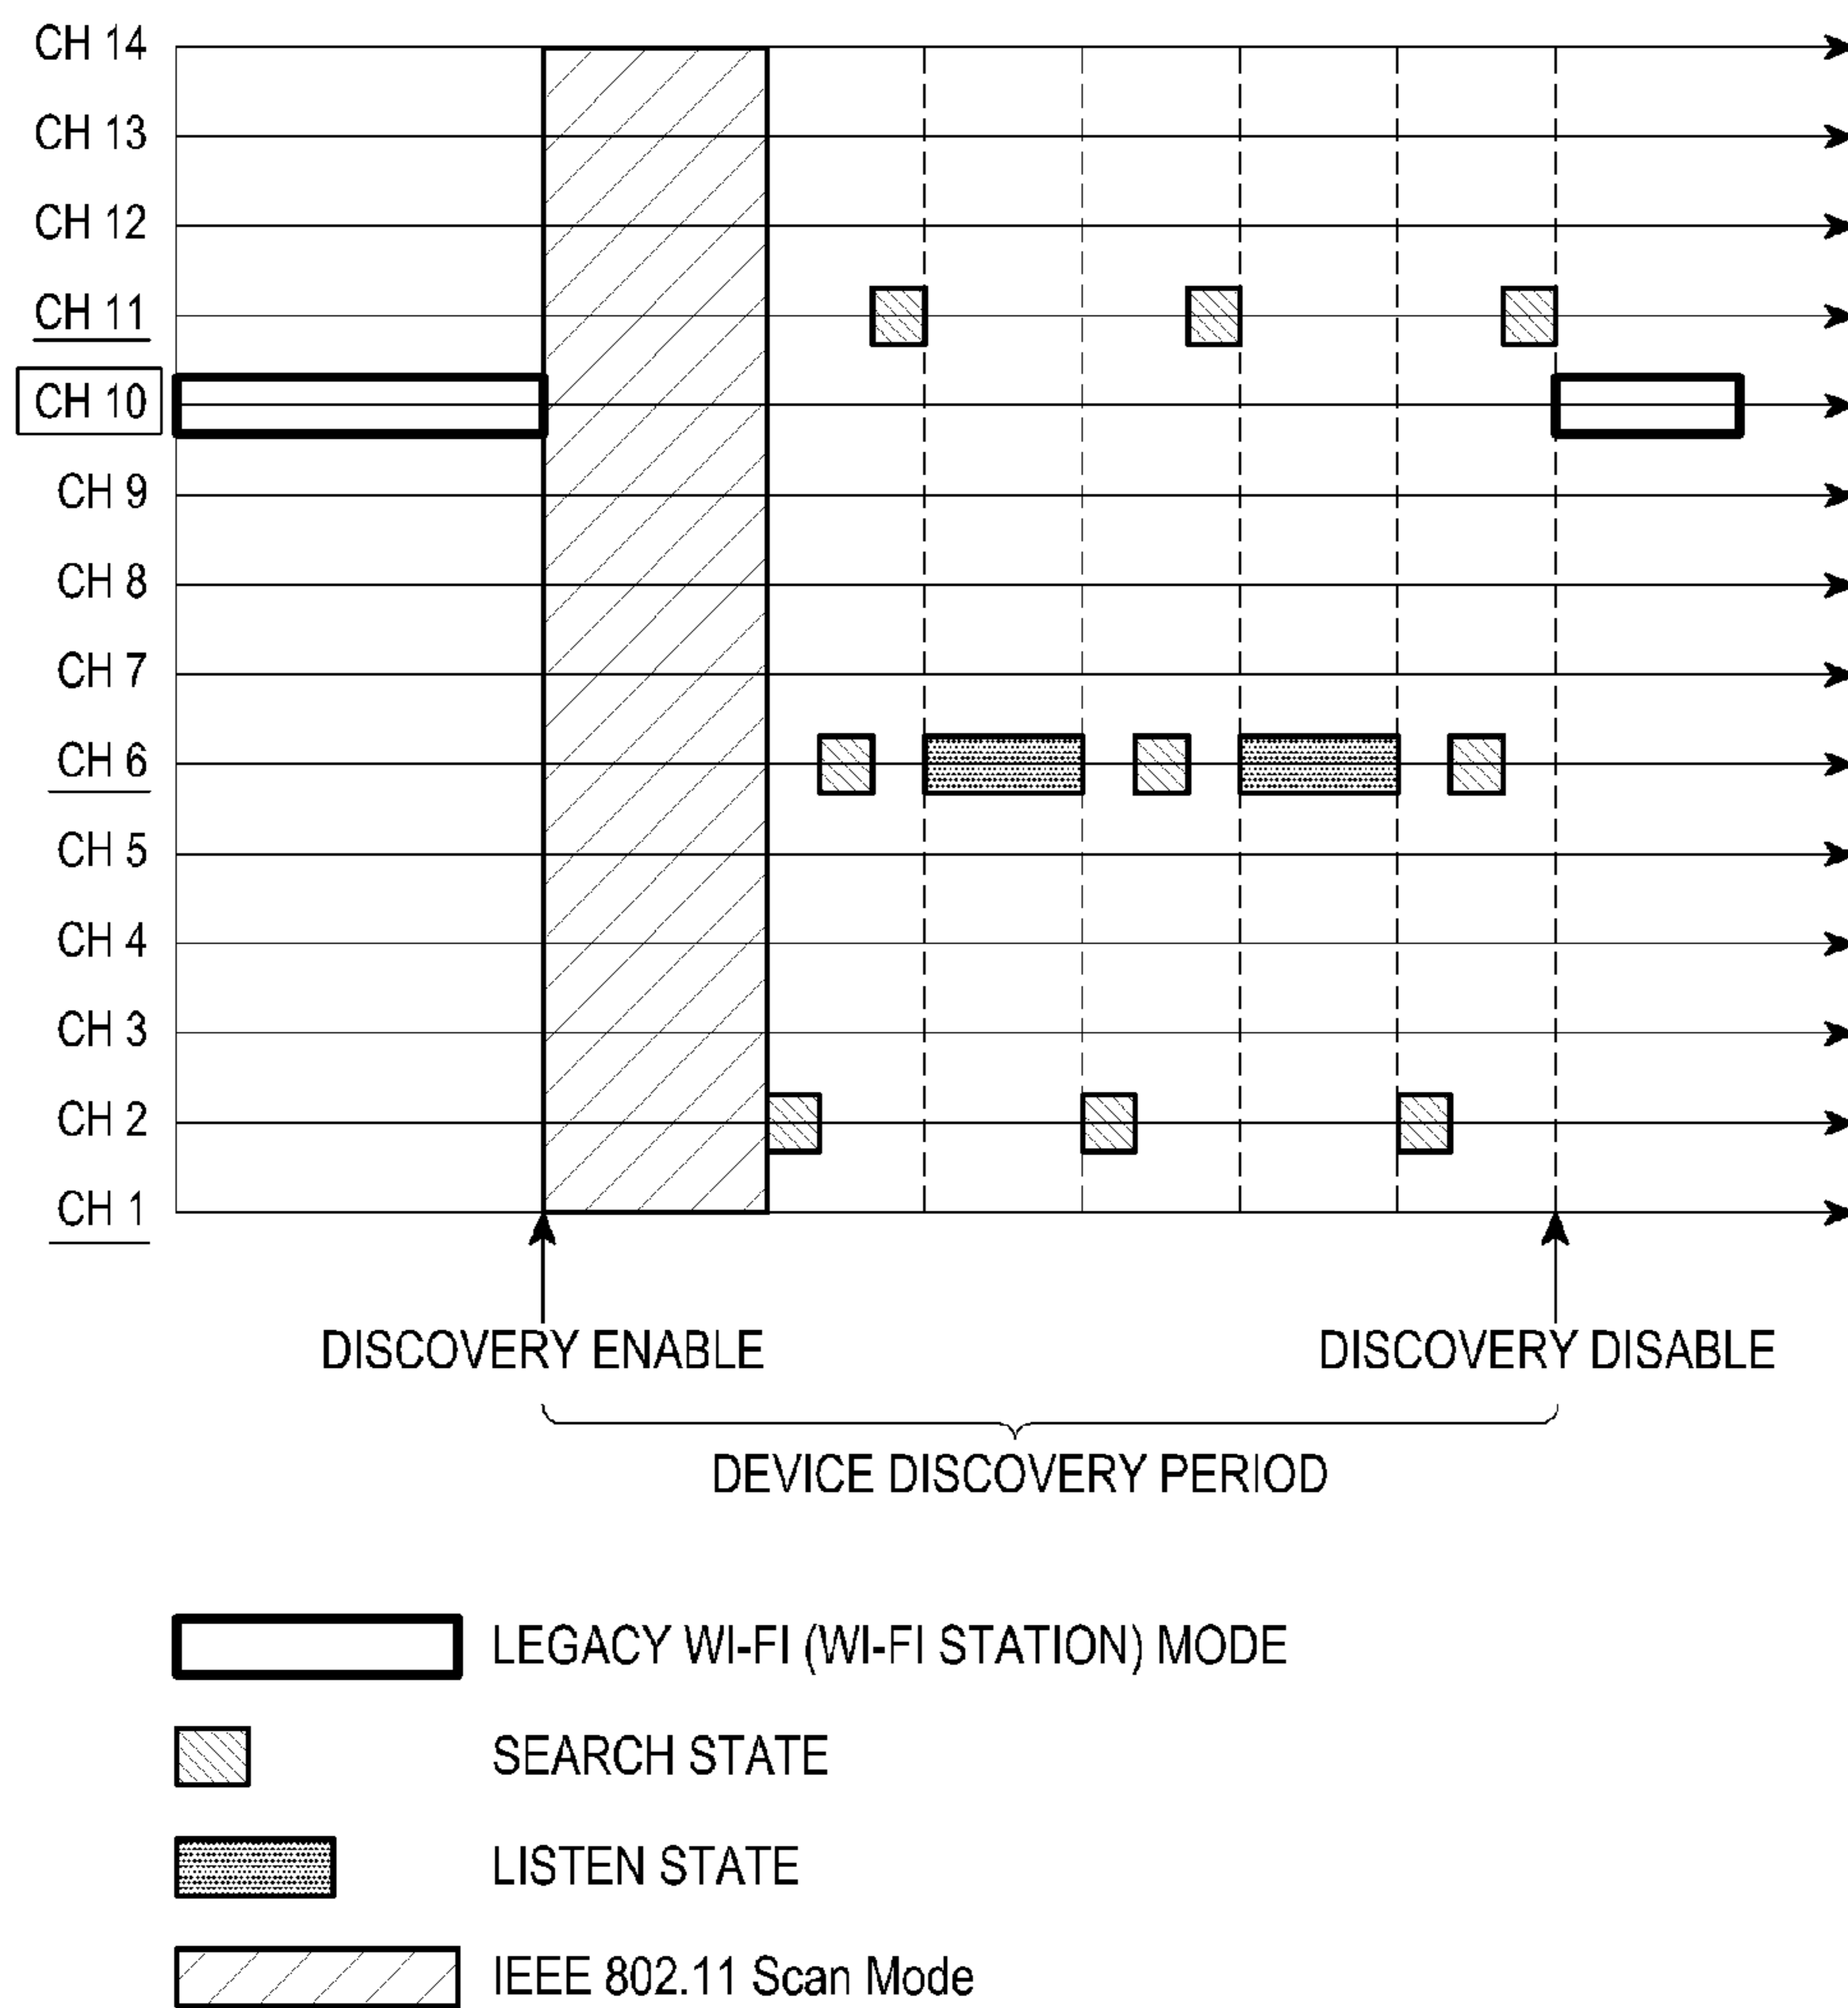 CH 14
CH 13
CH 12
CH 11
CH 10
CH 9
CH 8
CH 7
CH 6
CH 5
CH 4
CH 3
CH 2
CH 1
DISCOVERY ENABLE
DISCOVERY DISABLE
DEVICE DISCOVERY PERIOD
LEGACY WI-FI (WI-FI STATION) MODE
SEARCH STATE
LISTEN STATE
IEEE 802.11 Scan Mode